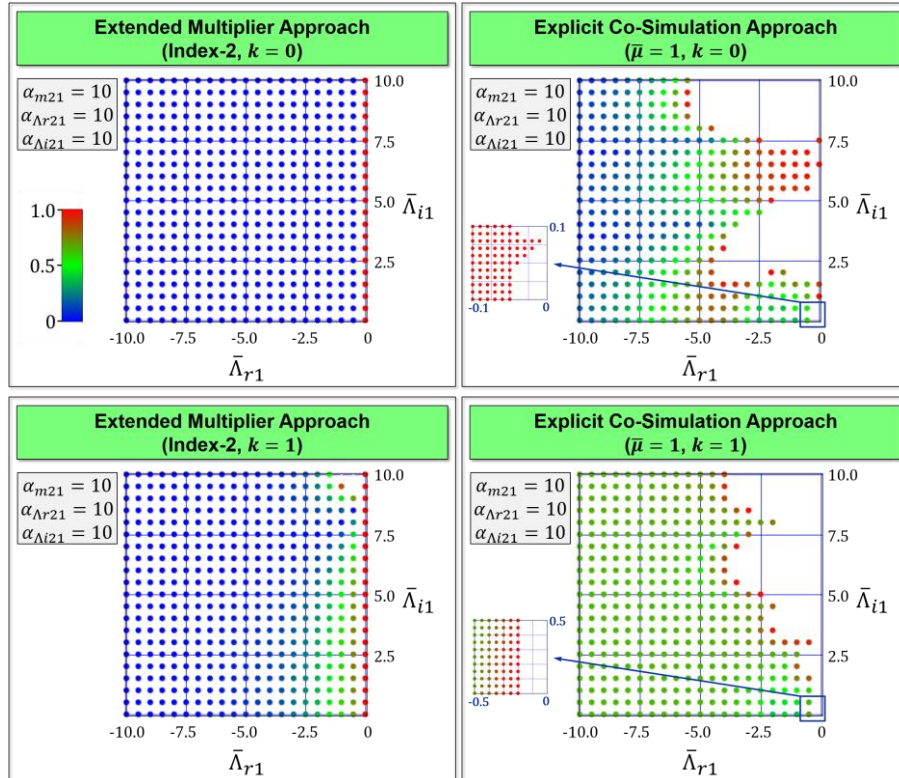 Extended Multiplier Approach
(Index-2, k = 0)
α_m21 = 10
α_Λr21 = 10
α_Λi21 = 10
1.0
0.5
0
10.0
7.5
5.0
Λ̄_i1
2.5
-10.0 -7.5 -5.0 -2.5 0
Λ̄_r1
Explicit Co-Simulation Approach
(μ̄ = 1, k = 0)
α_m21 = 10
α_Λr21 = 10
α_Λi21 = 10
10.0
7.5
5.0
Λ̄_i1
2.5
0.1
-0.1 0
-10.0 -7.5 -5.0 -2.5 0
Λ̄_r1
Extended Multiplier Approach
(Index-2, k = 1)
α_m21 = 10
α_Λr21 = 10
α_Λi21 = 10
10.0
7.5
5.0
Λ̄_i1
2.5
-10.0 -7.5 -5.0 -2.5 0
Λ̄_r1
Explicit Co-Simulation Approach
(μ̄ = 1, k = 1)
α_m21 = 10
α_Λr21 = 10
α_Λi21 = 10
10.0
7.5
5.0
Λ̄_i1
2.5
0.5
-0.5 0
-10.0 -7.5 -5.0 -2.5 0
Λ̄_r1